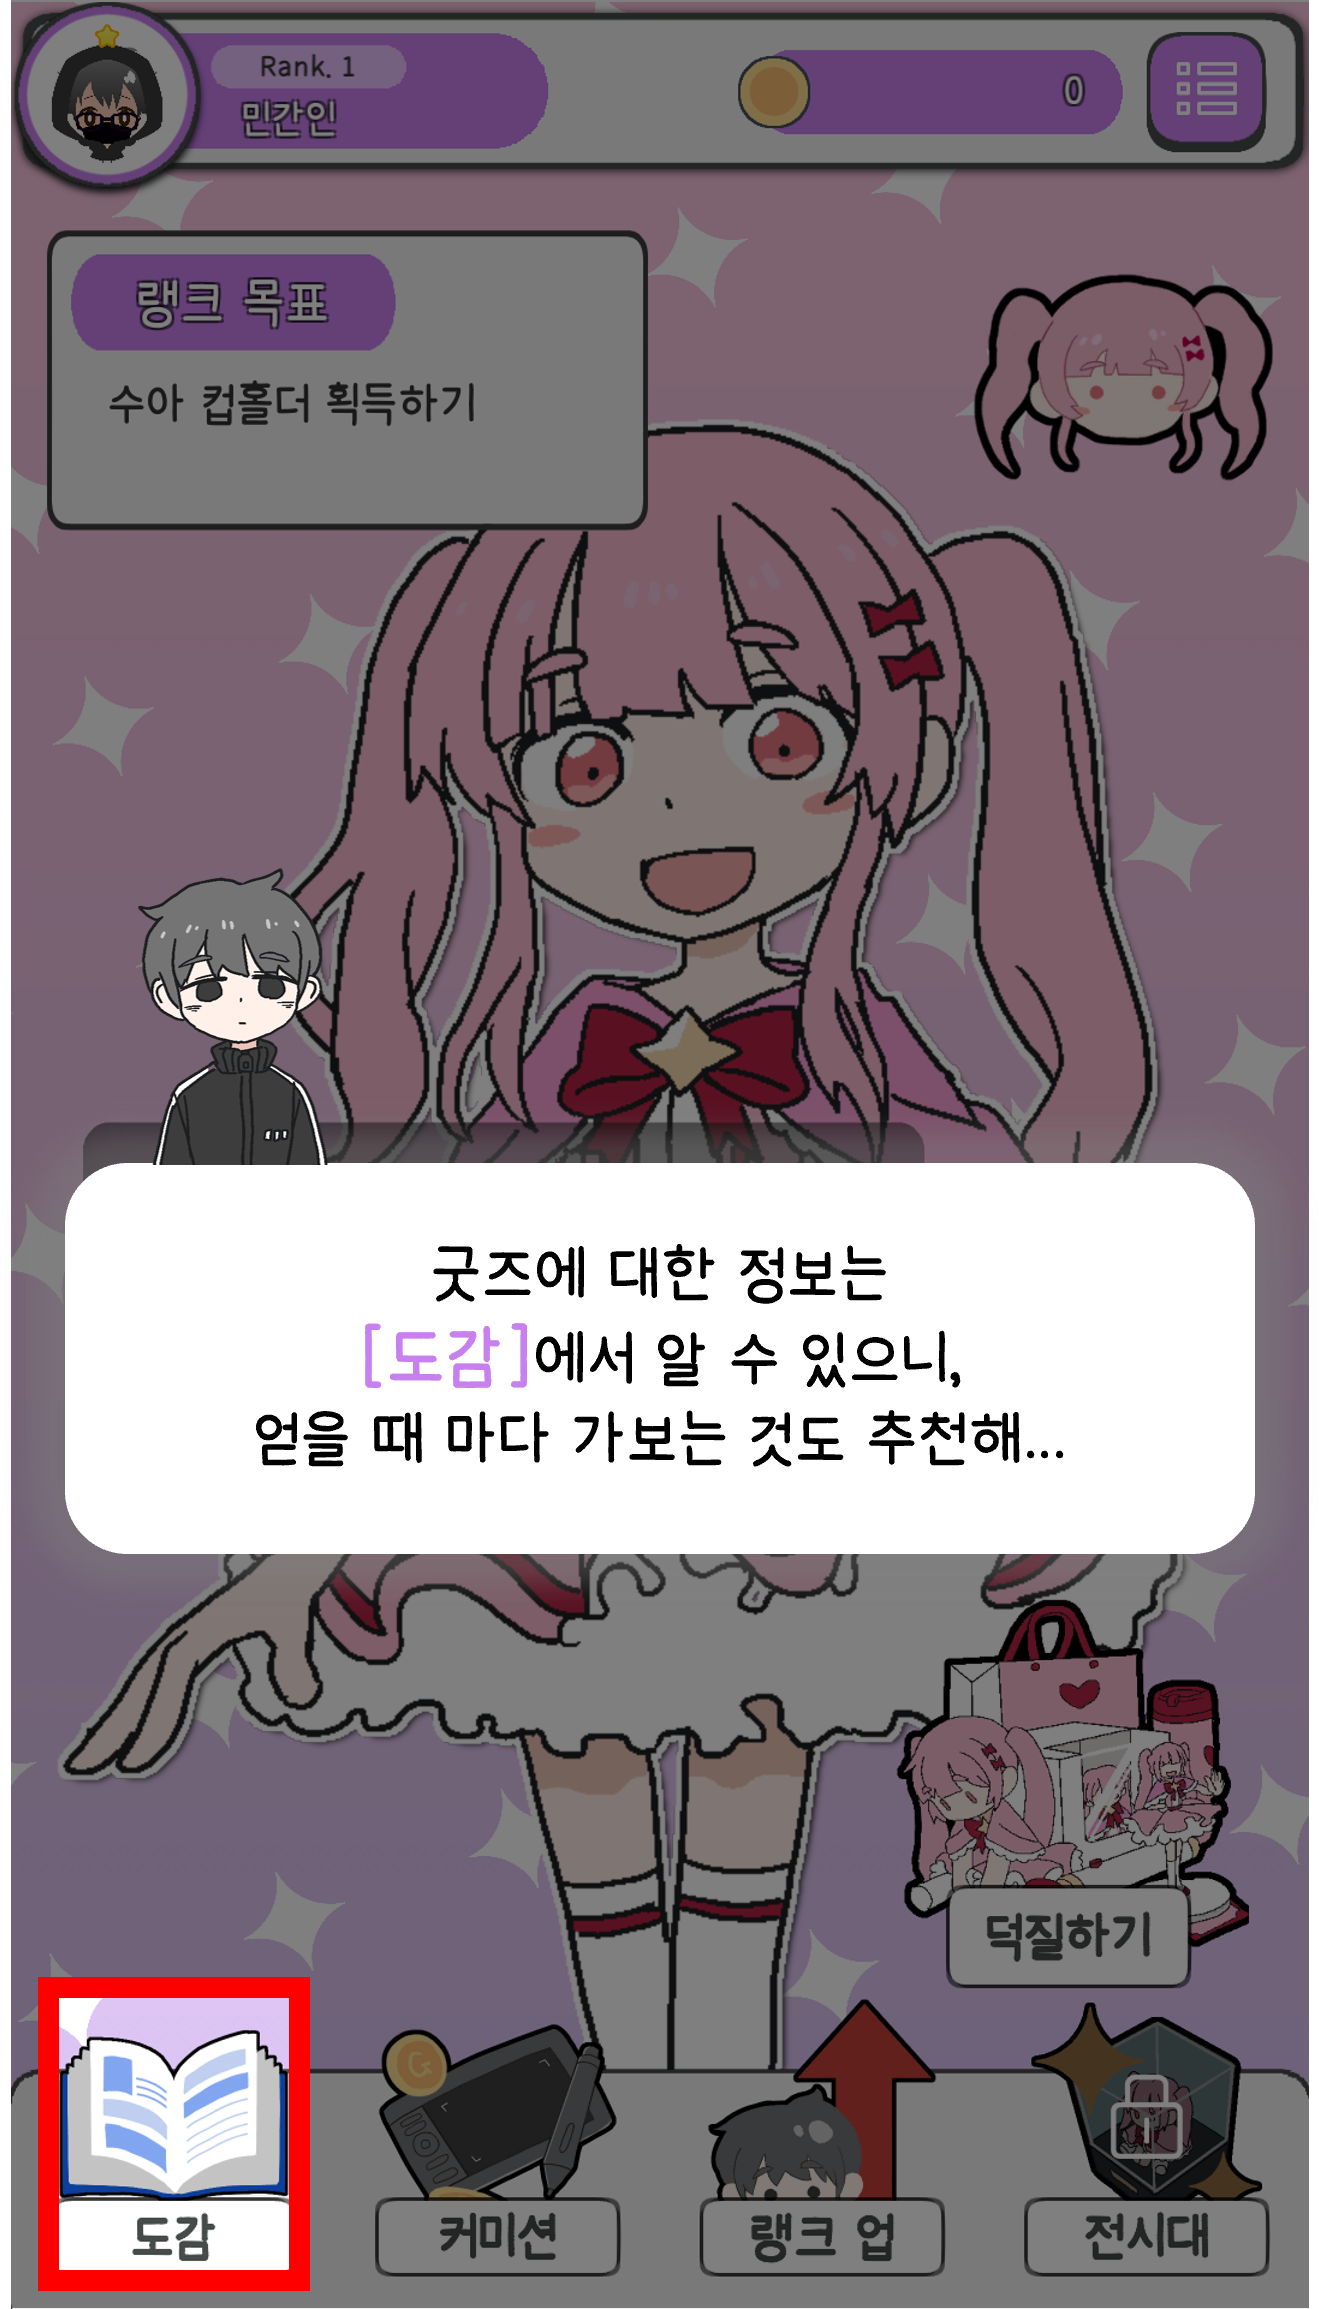 Rank. 1
민간인
0
랭크 목표
수아 컵홀더 획득하기
굿즈에 대한 정보는
[도감]에서 알 수 있으니,
얻을 때 마다 가보는 것도 추천해...
덕질하기
G
도감
커미션
랭크 업
전시대